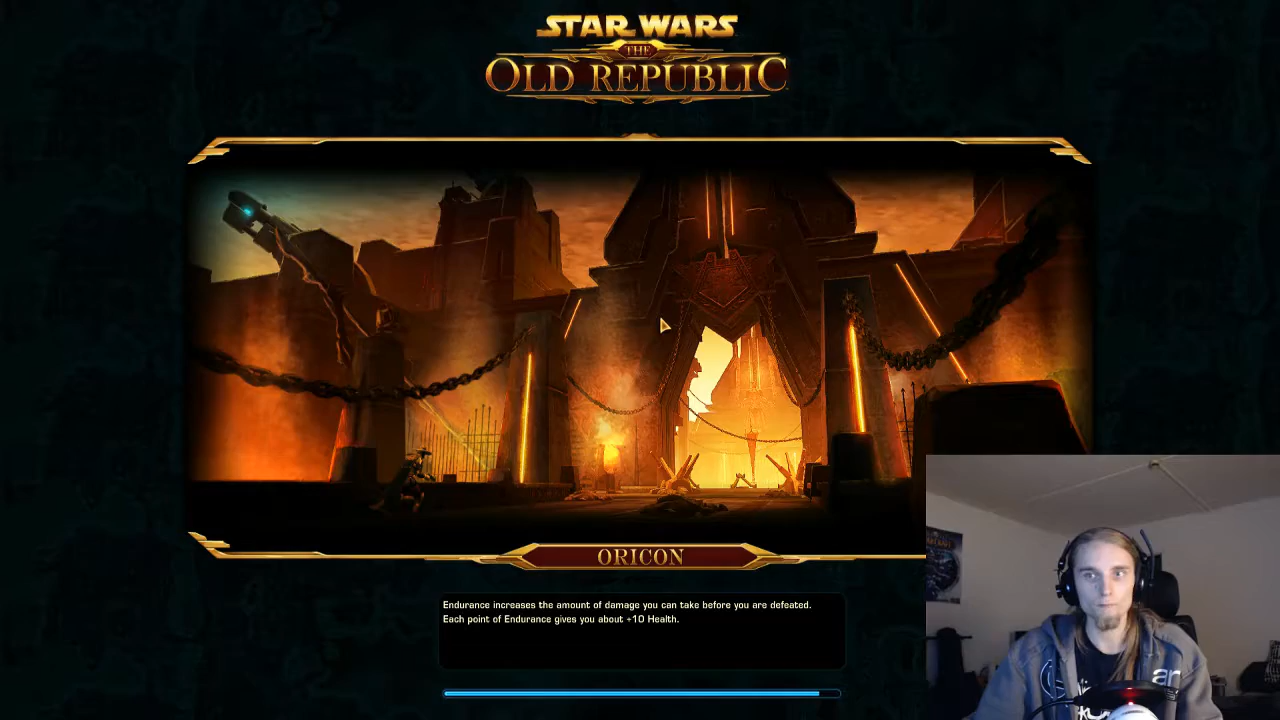 STAR WARS
THE
OLD REPUBLIC
ORICON
Endurance increases the amount of damage you can take before you are defeated.
Each point of Endurance gives you about +10 Health.